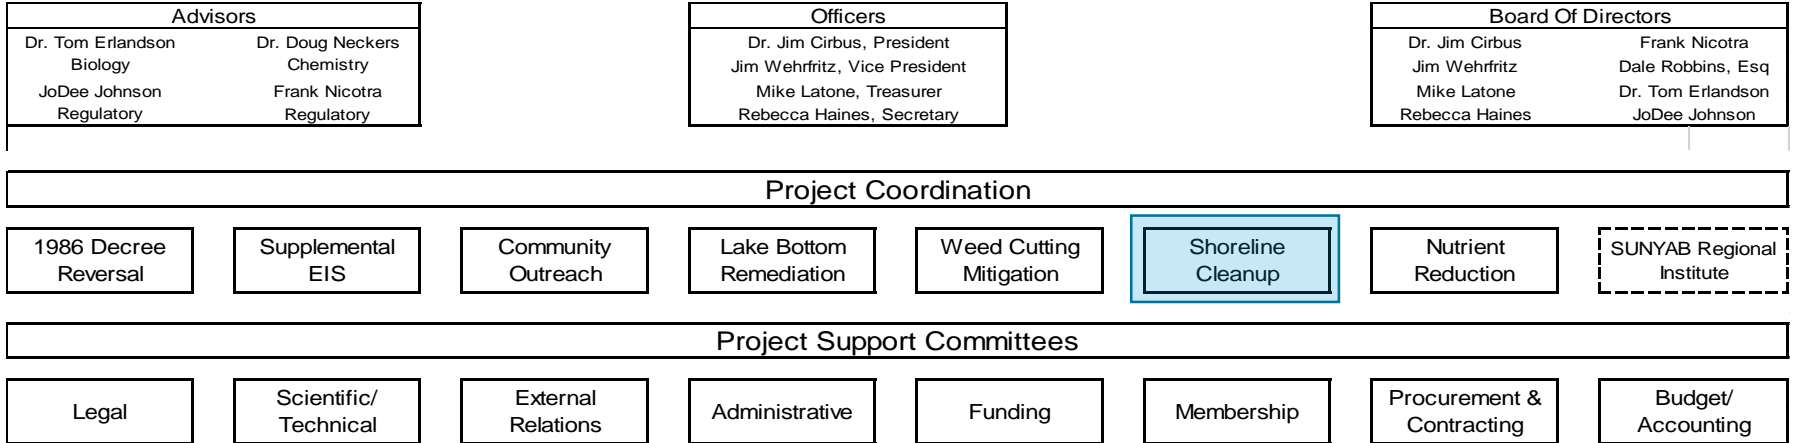 Advisors
Dr. Tom Erlandson
Biology
Dr. Doug Neckers
Chemistry
JoDee Johnson
Regulatory
Frank Nicotra
Regulatory
Officers
Dr. Jim Cirbus, President
Jim Wehrfritz, Vice President
Mike Latone, Treasurer
Rebecca Haines, Secretary
Board Of Directors
Dr. Jim Cirbus
Jim Wehrfritz
Mike Latone
Rebecca Haines
Frank Nicotra
Dale Robbins, Esq
Dr. Tom Erlandson
JoDee Johnson
Project Coordination
1986 Decree
Reversal
Supplemental
EIS
Community
Outreach
Lake Bottom
Remediation
Weed Cutting
Mitigation
Shoreline
Cleanup
Nutrient
Reduction
SUNYAB Regional
Institute
Project Support Committees
Legal
Scientific/
Technical
External
Relations
Administrative
Funding
Membership
Procurement &
Contracting
Budget/
Accounting